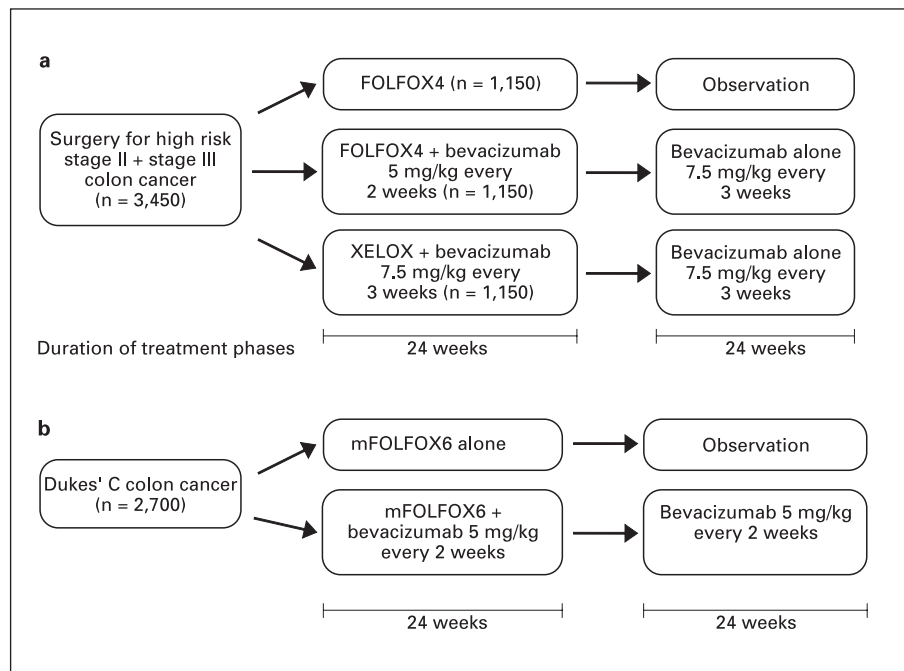 a
Surgery for high risk
stage II + stage III
colon cancer
(n = 3,450)
FOLFOX4 (n = 1,150)
Observation
FOLFOX4 + bevacizumab
5 mg/kg every
2 weeks (n = 1,150)
Bevacizumab alone
7.5 mg/kg every
3 weeks
XELOX + bevacizumab
7.5 mg/kg every
3 weeks (n = 1,150)
Bevacizumab alone
7.5 mg/kg every
3 weeks
Duration of treatment phases
24 weeks
24 weeks
b
Dukes' C colon cancer
(n = 2,700)
mFOLFOX6 alone
Observation
mFOLFOX6 +
bevacizumab 5 mg/kg
every 2 weeks
Bevacizumab 5 mg/kg
every 2 weeks
24 weeks
24 weeks